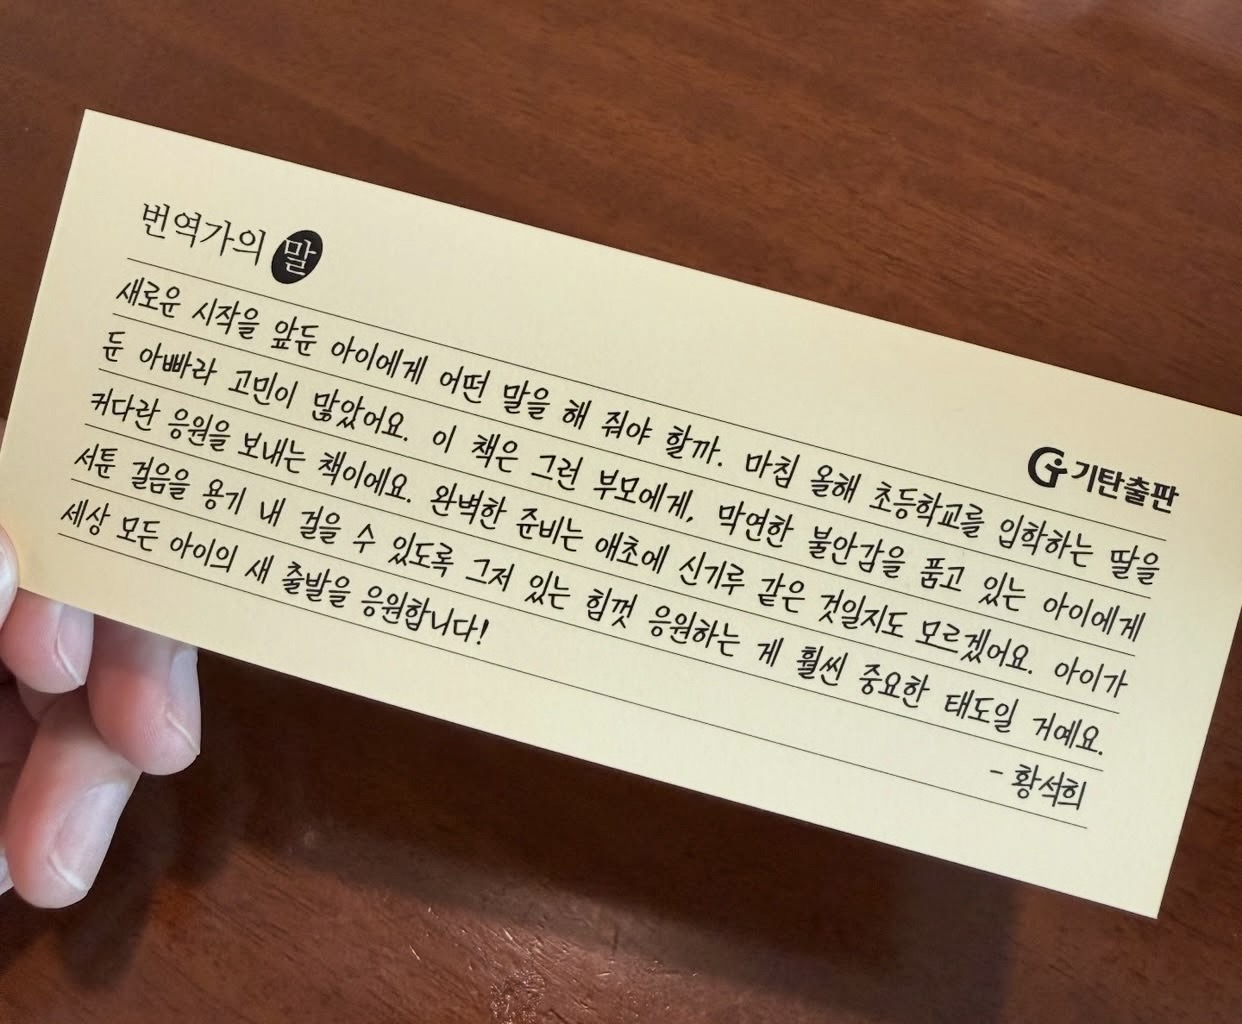 번역가의 말
기탄출판
새로운 시작을 앞둔 아이에게 어떤 말을 해 줘야 할까. 마침 올해 초등학교를 입학하는 딸을
둔 아빠라 고민이 많았어요. 이 책은 그런 부모에게, 막연한 불안감을 품고 있는 아이에게
커다란 응원을 보내는 책이에요. 완벽한 준비는 애초에 신기루 같은 것일지도 모르겠어요. 아이가
서툰 걸음을 용기 내 걸을 수 있도록 그저 있는 힘껏 응원하는 게 훨씬 중요한 태도일 거예요.
세상 모든 아이의 새 출발을 응원합니다!
- 황석희